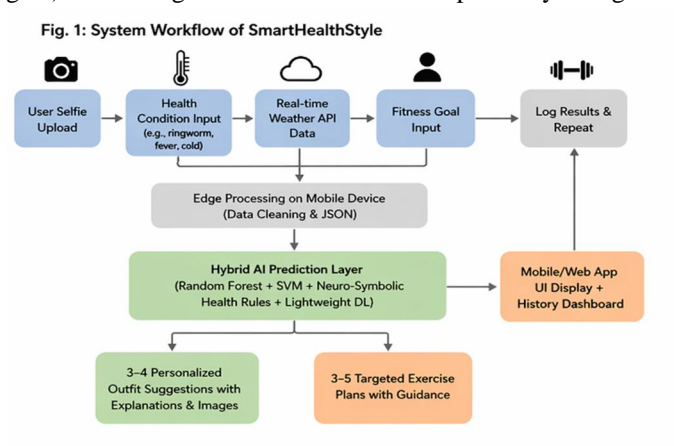 Fig. 1: System Workflow of SmartHealthStyle
User Selfie
Upload
Health
Condition Input
(e.g., ringworm,
fever, cold)
Real-time
Weather API
Data
Fitness Goal
Input
Log Results &
Repeat
Edge Processing on Mobile Device
(Data Cleaning & JSON)
Hybrid AI Prediction Layer
(Random Forest + SVM + Neuro-Symbolic
Health Rules + Lightweight DL)
Mobile/Web App
UI Display +
History Dashboard
3–4 Personalized
Outfit Suggestions with
Explanations & Images
3–5 Targeted Exercise
Plans with Guidance